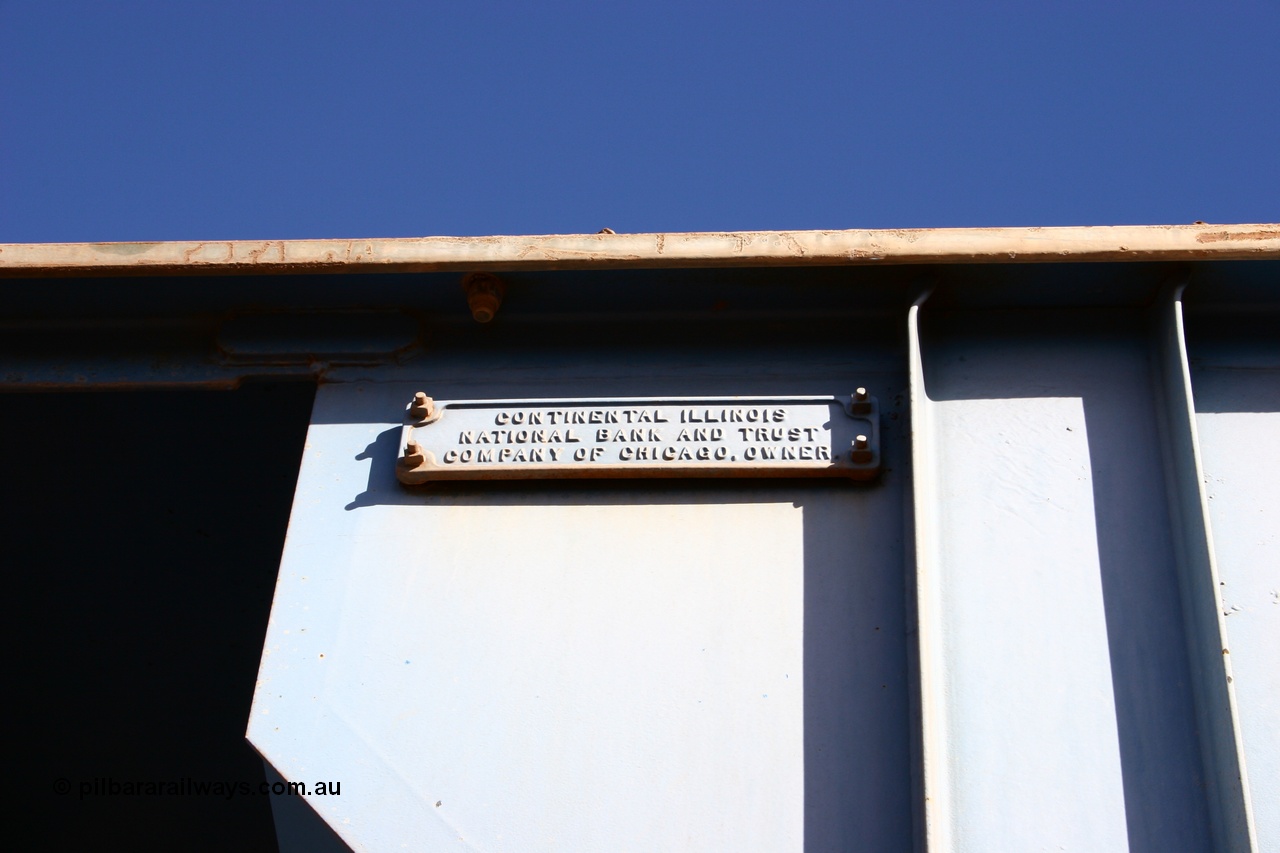 CONTINENTAL ILLINOIS
NATIONAL BANK AND TRUST
COMPANY OF CHICAGO, OWNER.
© pilbararailways.com.au